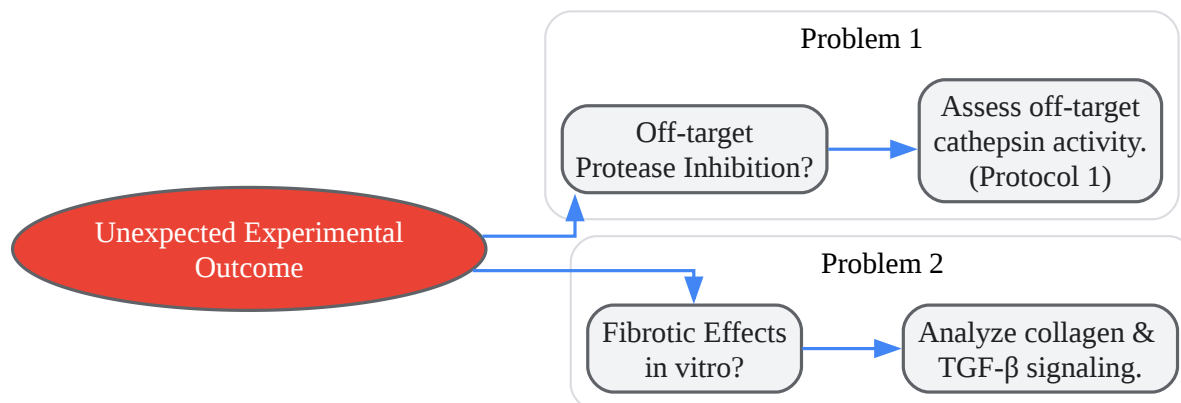 Problem 1
Off-target
Protease Inhibition?
Assess off-target
cathepsin activity.
(Protocol 1)
Unexpected Experimental
Outcome
Problem 2
Fibrotic Effects
in vitro?
Analyze collagen &
TGF-β signaling.